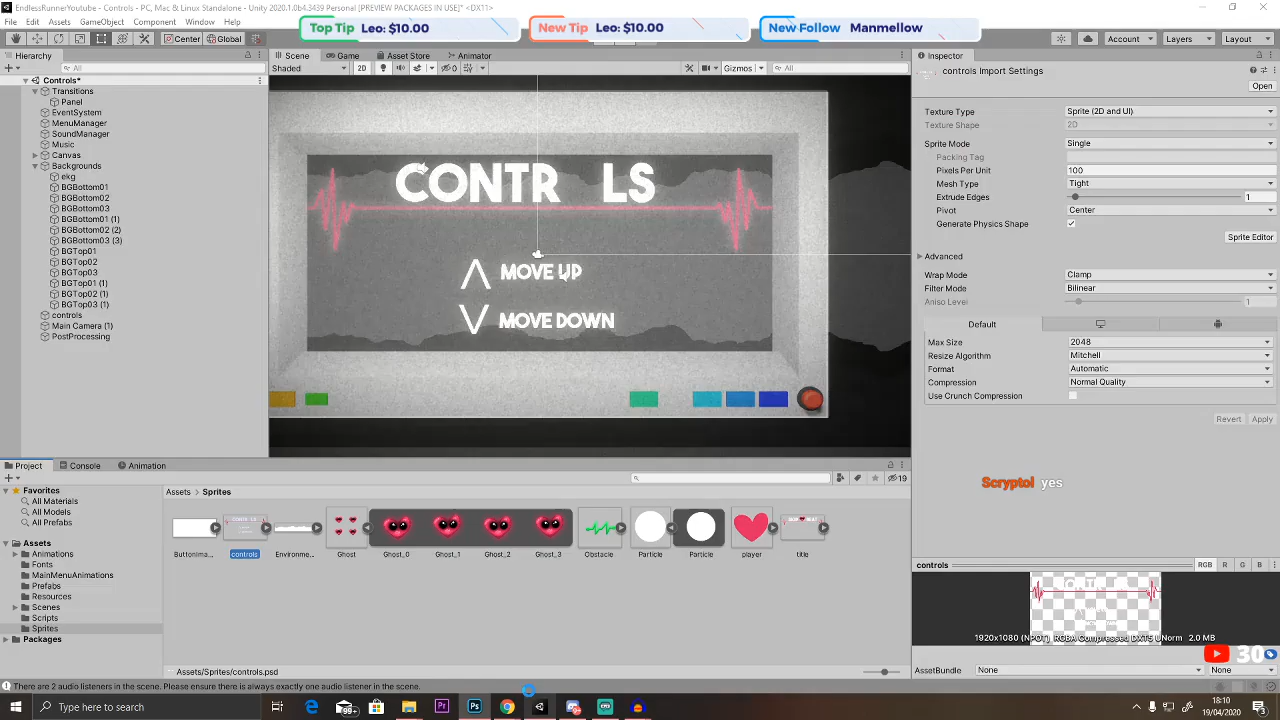 EndlessRunnerYoutube - Controls - PC, Mac & Linux Standalone - Unity 2020.1.0b4.3439 Personal [PREVIEW PACKAGES IN USE]* <DX11>
File Edit Assets GameObject Component Window Help
Top Tip Leo: $10.00
New Tip Leo: $10.00
New Follow Manmellow
Center Global
Account Layers Layout
Hierarchy
Scene Game Asset Store Animator
Inspector
All
Shaded 2D 0 Gizmos All
controls Import Settings
Open
Controls*
Transitions
Panel
EventSystem
MenuManager
SoundManager
Music
Canvas
Backgrounds
ekg
BGBottom01
BGBottom02
BGBottom03
BGBottom01 (1)
BGBottom02 (2)
BGBottom03 (3)
BGTop01
BGTop02
BGTop03
BGTop01 (1)
BGTop02 (1)
BGTop03 (1)
controls
Main Camera (1)
PostProcessing
CONTR LS
MOVE UP
MOVE DOWN
Texture Type Sprite (2D and UI)
Texture Shape 2D
Sprite Mode Single
Packing Tag
Pixels Per Unit 100
Mesh Type Tight
Extrude Edges 1
Pivot Center
Generate Physics Shape
Sprite Editor
Advanced
Wrap Mode Clamp
Filter Mode Bilinear
Aniso Level 1
Default
Max Size 2048
Resize Algorithm Mitchell
Format Automatic
Compression Normal Quality
Use Crunch Compression
Revert Apply
Scryptol yes
Project Console Animation
19
Favorites
All Materials
All Models
All Prefabs
Assets
Animations
Fonts
MainMenuAnimations
Prefabs
Resources
Scenes
Scripts
Sprites
Packages
Assets > Sprites
ButtonIma... controls Environme... Ghost Ghost_0 Ghost_1 Ghost_2 Ghost_3 Obstacle Particle Particle player title
Assets/Sprites/controls.psd
controls RGB R G B
1920x1080 (NPOT), RGBA Compressed DXT5 UNorm 2.0 MB
30
AssetBundle None None
There are 2 audio listeners in the scene. Please ensure there is always exactly one audio listener in the scene.
Type here to search
99+
Pr
Ps
18:10
19/04/2020